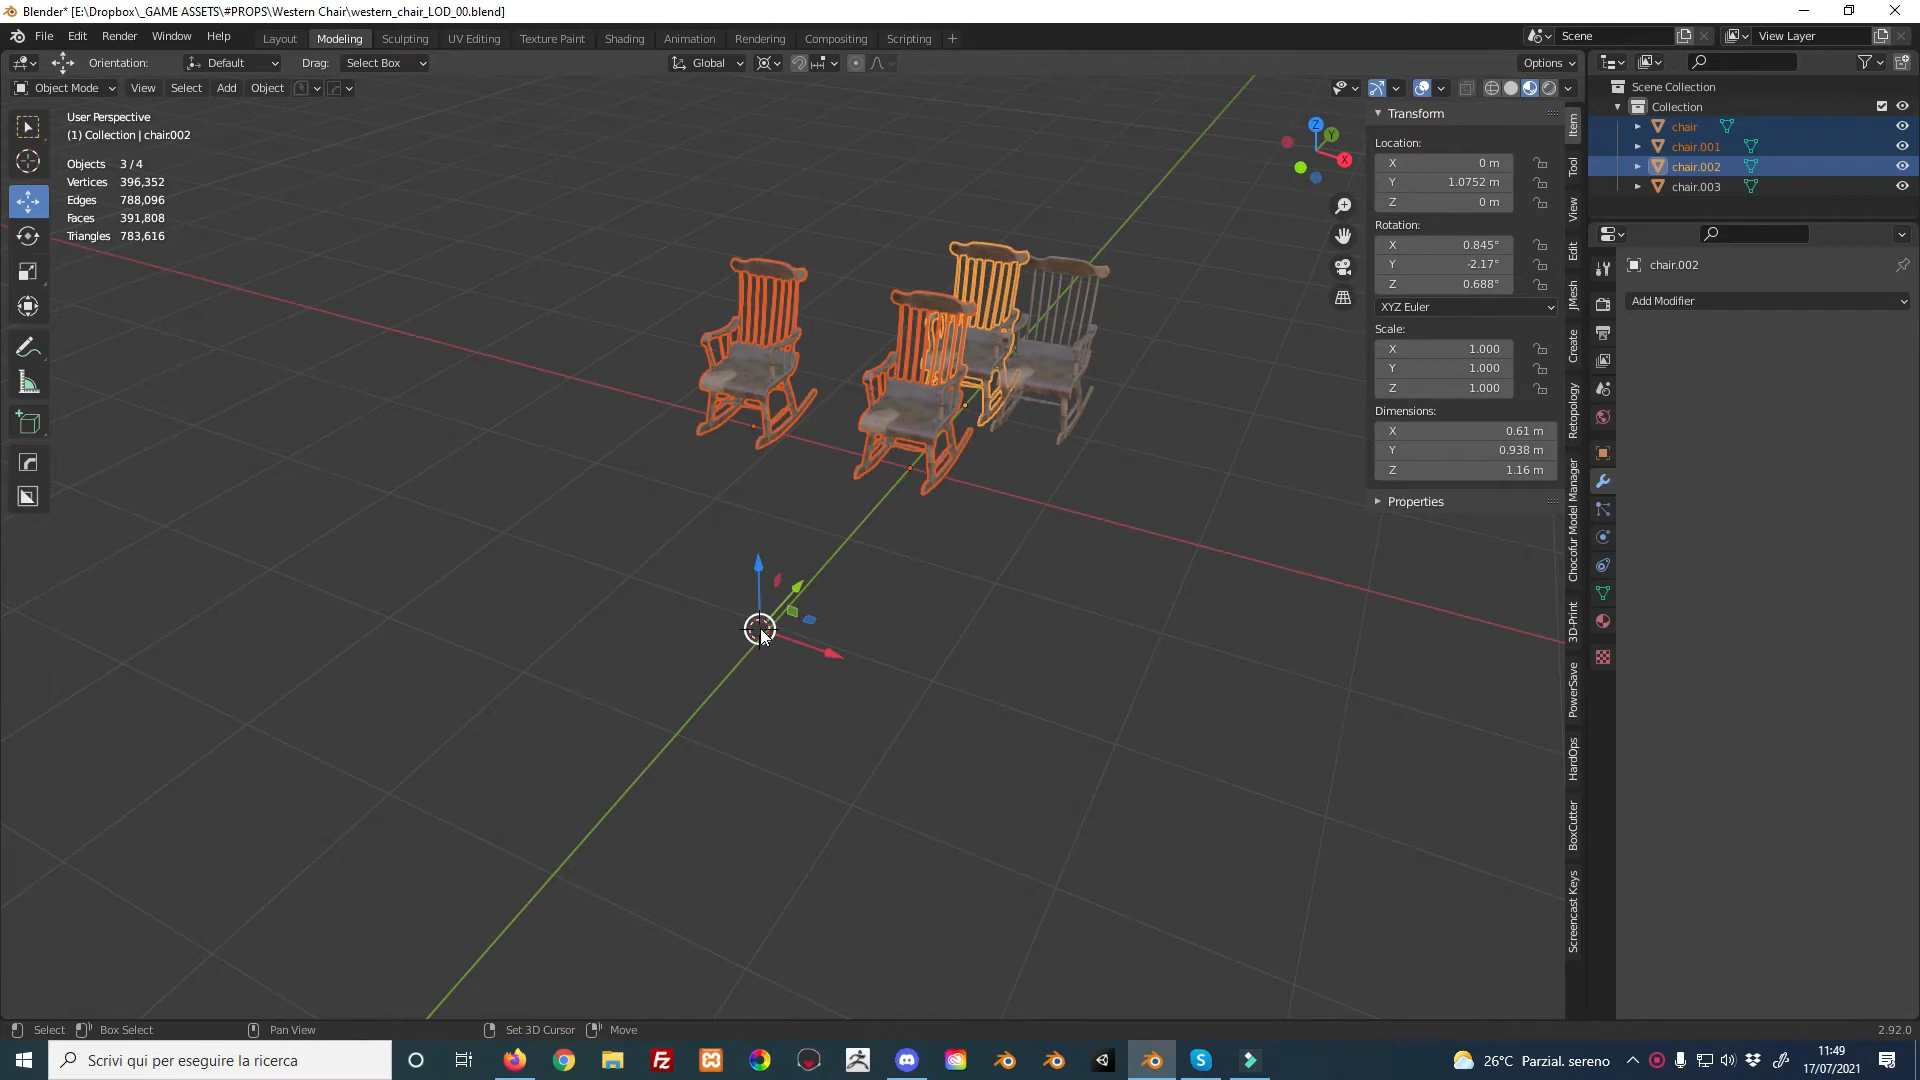 Blender* [E:\Dropbox\_GAME ASSETS\#PROPS\Western Chair\western_chair_LOD_00.blend]
File Edit Render Window Help Layout Modeling Sculpting UV Editing Texture Paint Shading Animation Rendering Compositing Scripting + Scene View Layer
Orientation: Default Drag: Select Box Global Options
Object Mode View Select Add Object
User Perspective
(1) Collection | chair.002
Objects 3 / 4
Vertices 396,352
Edges 788,096
Faces 391,808
Triangles 783,616
Z
Y
X
Transform
Location:
X 0 m
Y 1.0752 m
Z 0 m
Rotation:
X 0.845°
Y -2.17°
Z 0.688°
XYZ Euler
Scale:
X 1.000
Y 1.000
Z 1.000
Dimensions:
X 0.61 m
Y 0.938 m
Z 1.16 m
Properties
Item
Tool
View
Edit
JMesh
Create
Retopology
Chocofur Model Manager
3D-Print
PowerSave
HardOps
BoxCutter
Screencast Keys
Scene Collection
Collection
chair
chair.001
chair.002
chair.003
chair.002
Add Modifier
Select Box Select Pan View Set 3D Cursor Move 2.92.0
Scrivi qui per eseguire la ricerca
26°C Parzial. sereno
11:49
17/07/2021